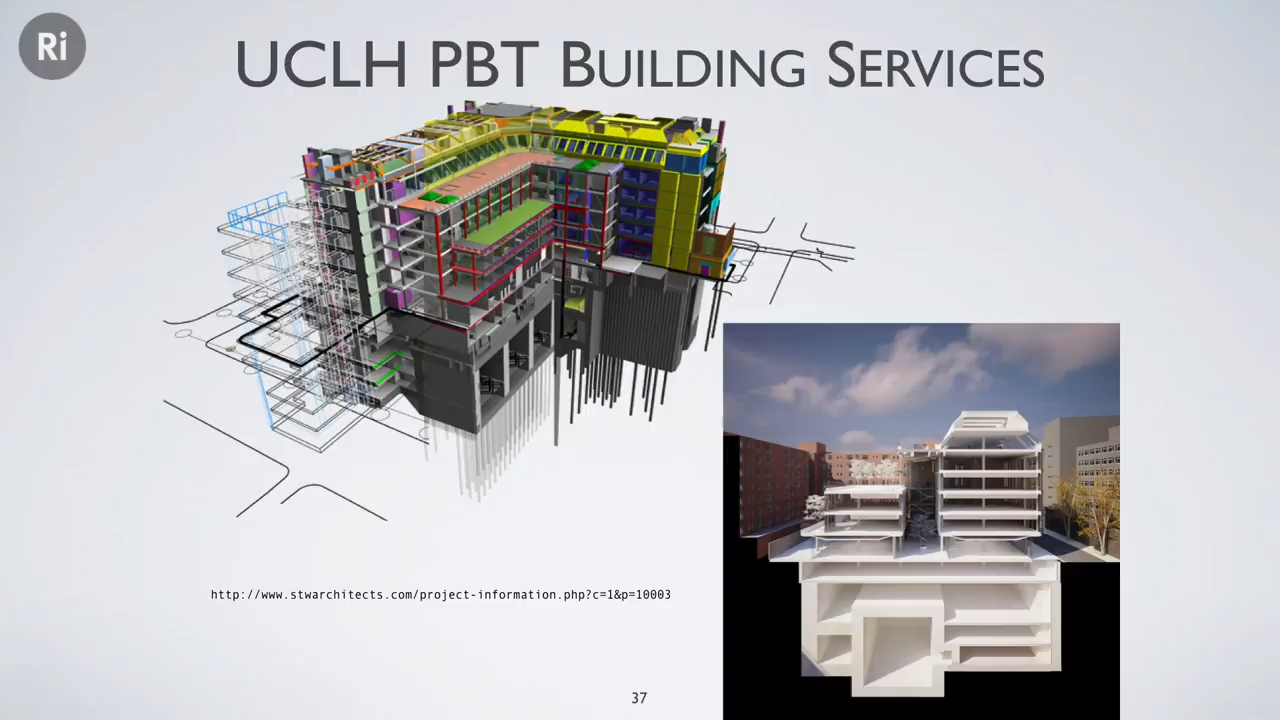 Ri
UCLH PBT BUILDING SERVICES
http://www.stwarchitects.com/project-information.php?c=1&p=10003
37